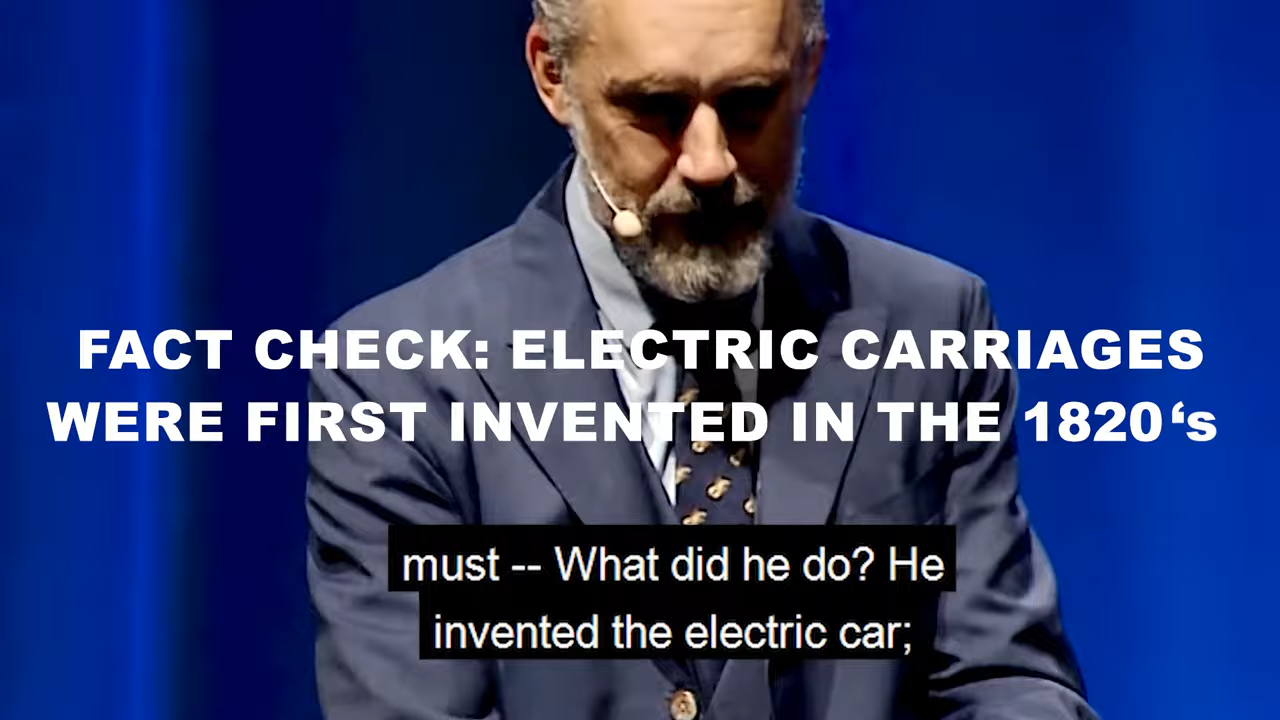 FACT CHECK: ELECTRIC CARRIAGES
WERE FIRST INVENTED IN THE 1820‘s
must -- What did he do? He
invented the electric car;